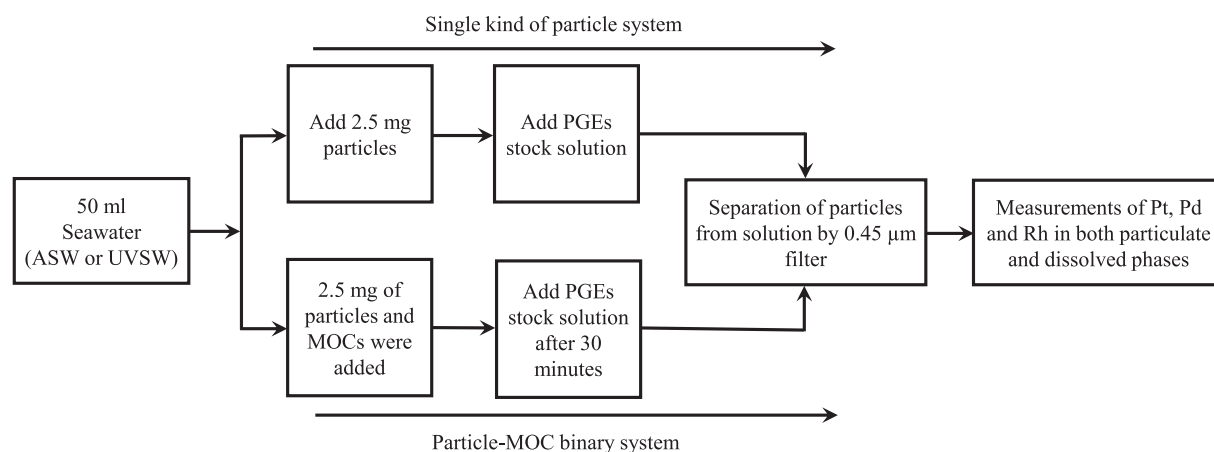 Single kind of particle system
Add 2.5 mg
particles
Add PGEs
stock solution
50 ml
Seawater
(ASW or UVSW)
Separation of particles
from solution by 0.45 µm
filter
Measurements of Pt, Pd
and Rh in both particulate
and dissolved phases
2.5 mg of
particles and
MOCs were
added
Add PGEs
stock solution
after 30
minutes
Particle-MOC binary system